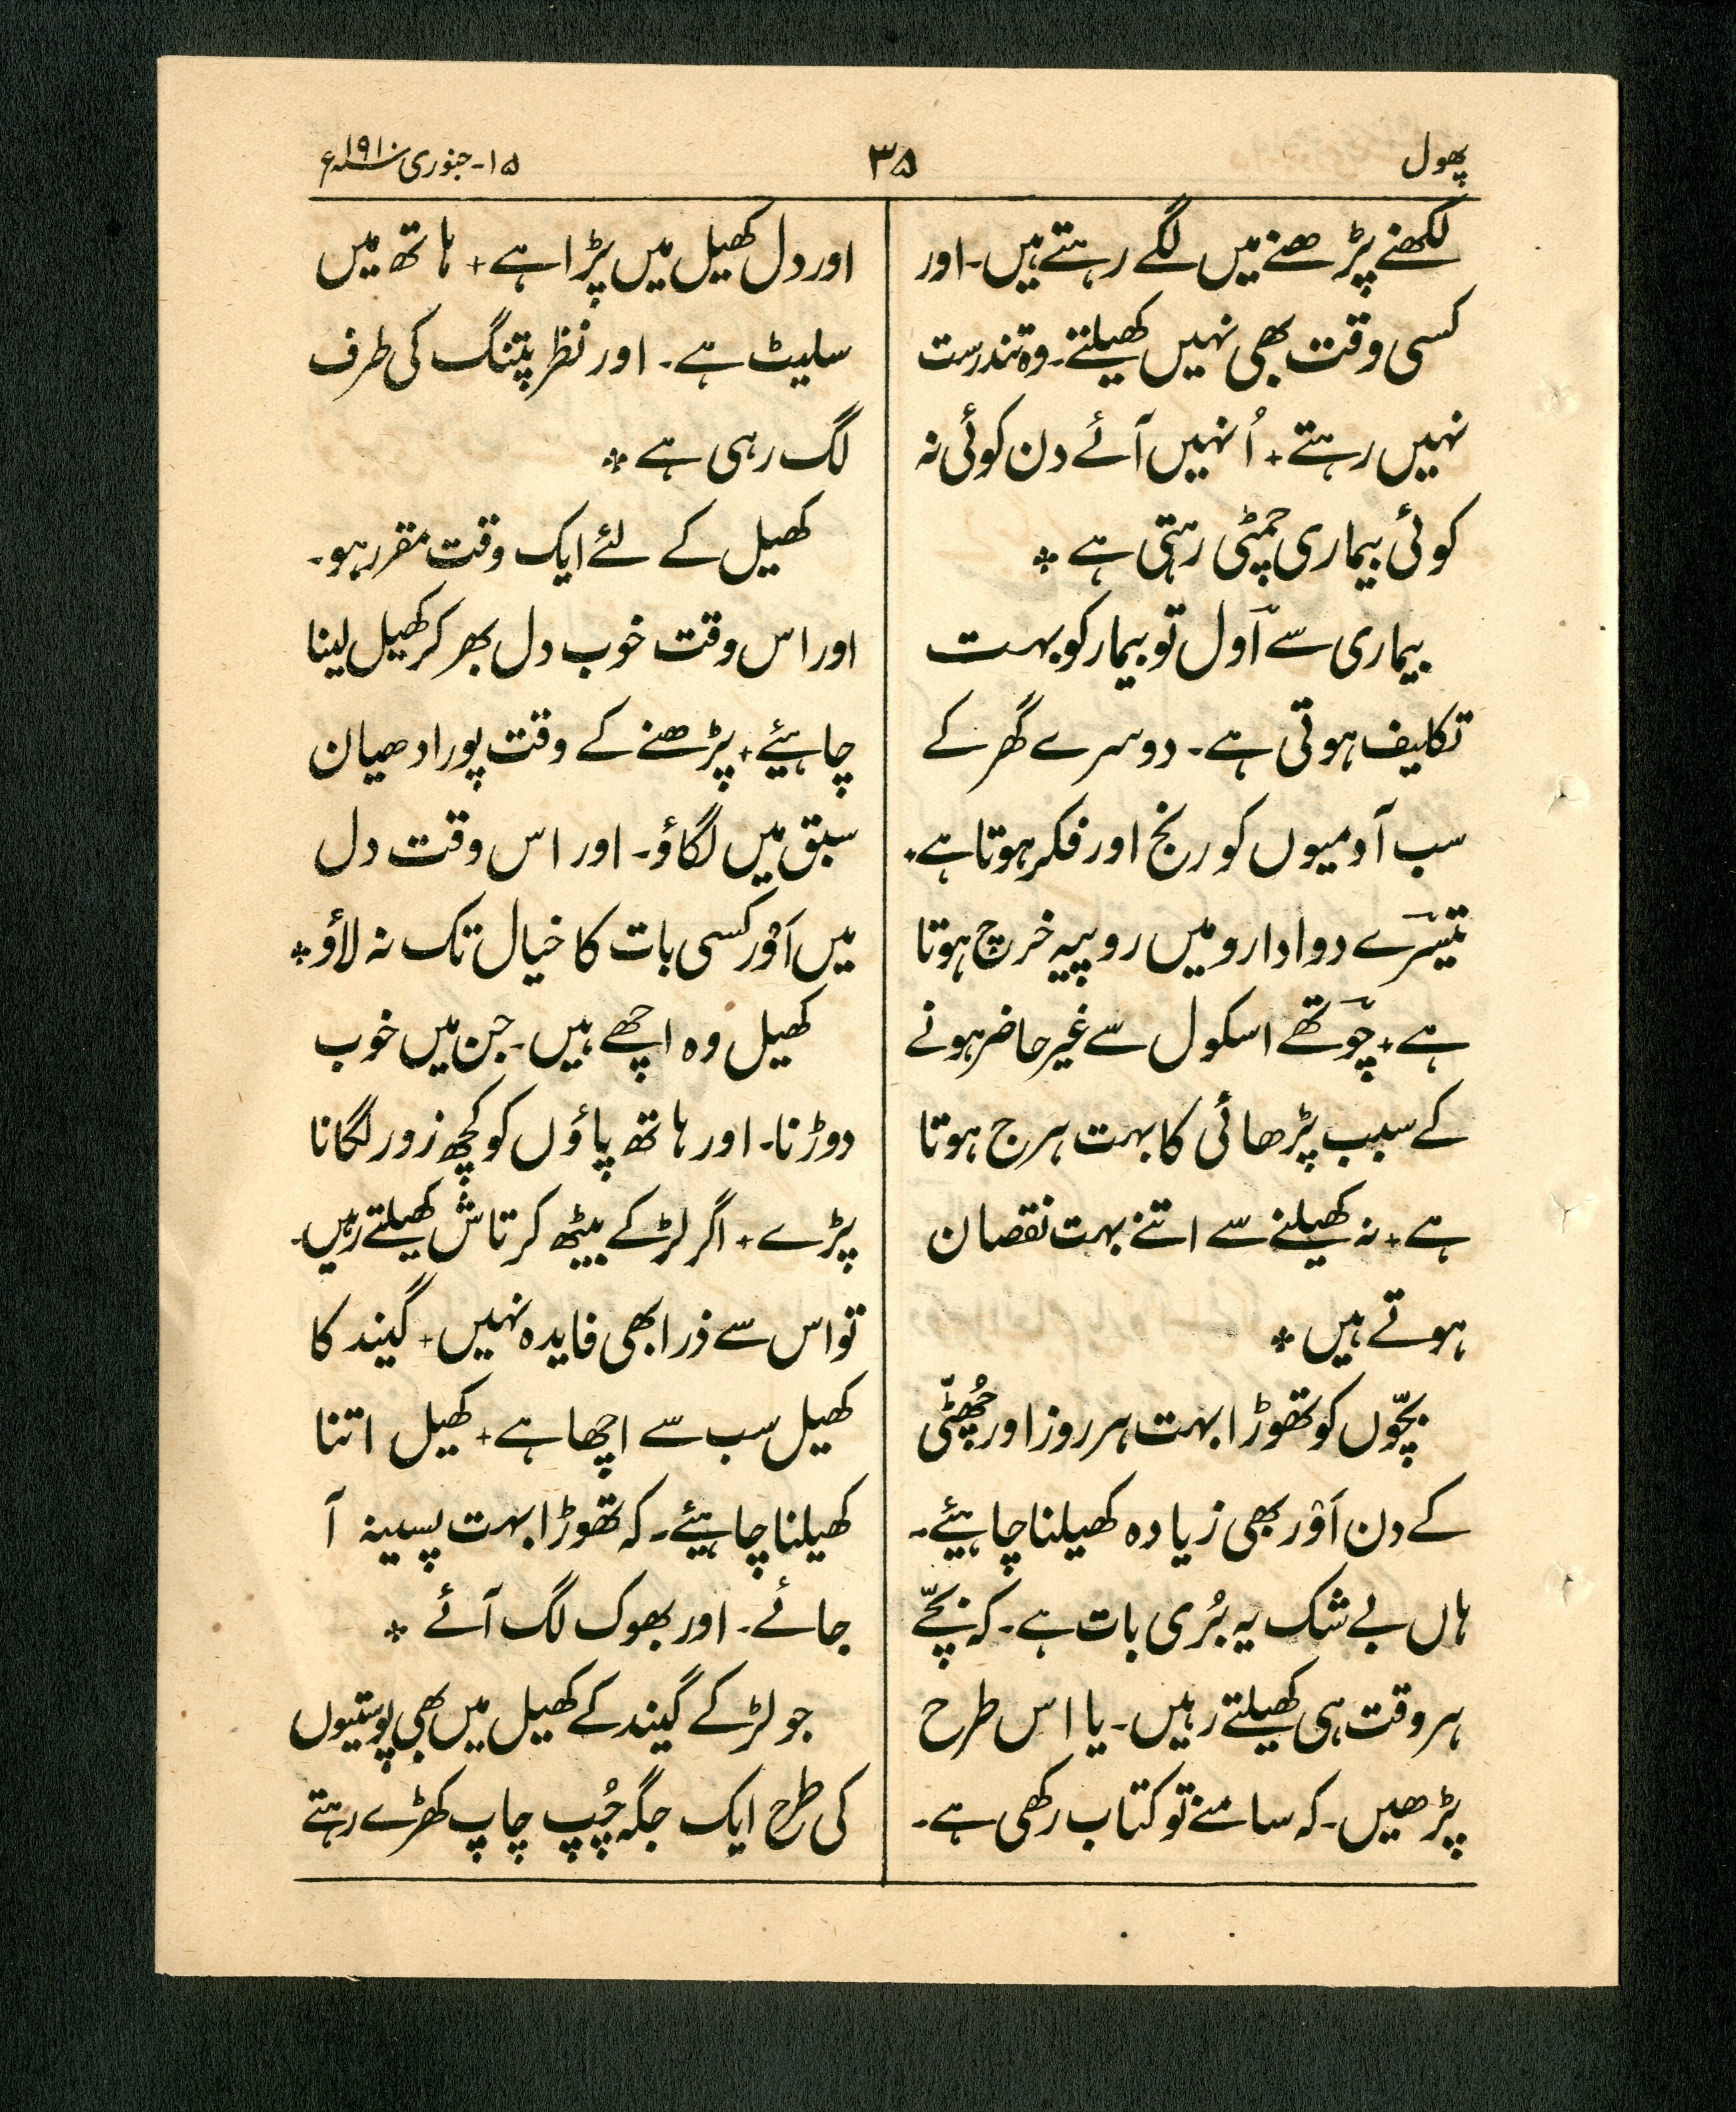 پھول
۳۵
۱۵-جنوری ۱۹۱۰ء
لکھنے پڑھنے میں لگے رہتے ہیں۔ اور
کسی وقت بھی نہیں کھیلتے۔ وہ تندرست
نہیں رہتے + اُنہیں آئے دن کوئی نہ
کوئی بیماری چمٹی رہتی ہے *
بیماری سے اوّل تو بیمار کو بہت
تکلیف ہوتی ہے۔ دوسرے گھر کے
سب آدمیوں کو رنج اور فکر ہوتا ہے +
تیسرے دوا دارو میں روپیہ خرچ ہوتا
ہے + چوتھے اسکول سے غیر حاضر ہونے
کے سبب پڑھائی کا بہت ہرج ہوتا
ہے + نہ کھیلنے سے اتنے بہت نقصان
ہوتے ہیں *
بچّوں کو تھوڑا بہت ہر روز اور چُھٹّی
کے دن اَوْر بھی زیادہ کھیلنا چاہیئے۔
ہاں بے شک یہ بُری بات ہے۔ کہ بچّے
ہر وقت ہی کھیلتے رہیں۔ یا اس طرح
پڑھیں۔ کہ سامنے تو کتاب رکھی ہے۔
اور دل کھیل میں پڑا ہے + ہاتھ میں
سلیٹ ہے۔ اور نظر پتنگ کی طرف
لگ رہی ہے *
کھیل کے لئے ایک وقت مقرر ہو۔
اور اس وقت خوب دل بھر کر کھیل لینا
چاہیئے + پڑھنے کے وقت پورا دھیان
سبق میں لگاؤ۔ اور اس وقت دل
میں اَوْر کسی بات کا خیال تک نہ لاؤ *
کھیل وہ اچھے ہیں۔ جن میں خوب
دوڑنا۔ اور ہاتھ پاؤں کو کچھ زور لگانا
پڑے + اگر لڑکے بیٹھ کر تاش کھیلتے رہیں۔
تو اس سے ذرا بھی فایدہ نہیں + گیند کا
کھیل سب سے اچھا ہے + کھیل اتنا
کھیلنا چاہیئے۔ کہ تھوڑا بہت پسینہ آ
جائے۔ اور بھوک لگ آئے *
جو لڑکے گیند کے کھیل میں بھی پوستیوں
کی طرح ایک جگہ چُپ چاپ کھڑے رہتے